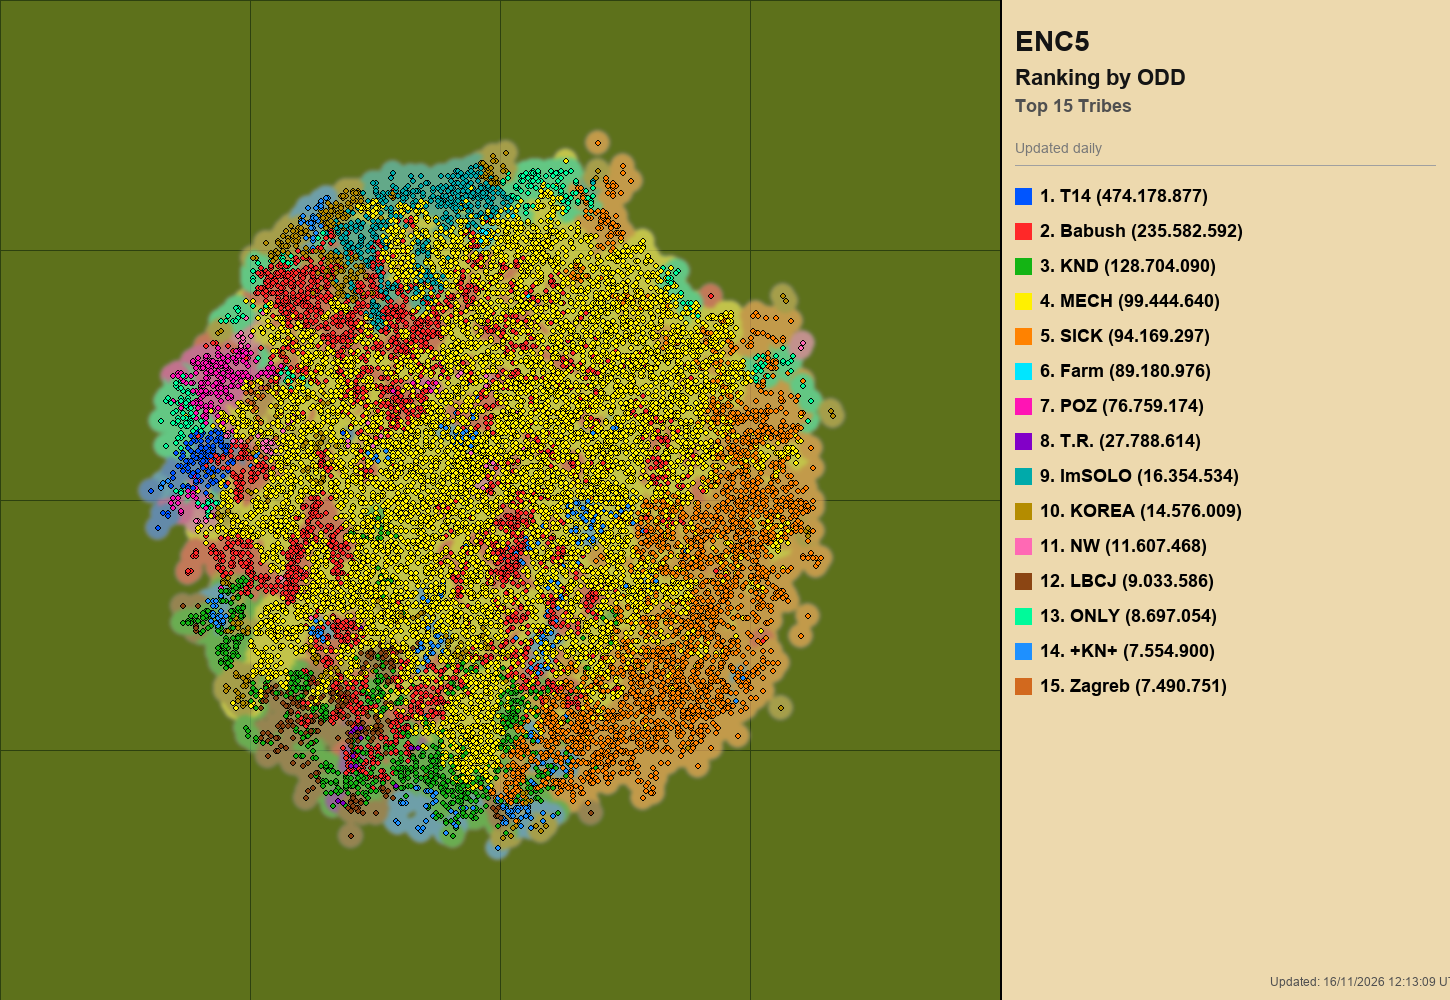 ENC5
Ranking by ODD
Top 15 Tribes
Updated daily
1. T14 (474.178.877)
2. Babush (235.582.592)
3. KND (128.704.090)
4. MECH (99.444.640)
5. SICK (94.169.297)
6. Farm (89.180.976)
7. POZ (76.759.174)
8. T.R. (27.788.614)
9. ImSOLO (16.354.534)
10. KOREA (14.576.009)
11. NW (11.607.468)
12. LBCJ (9.033.586)
13. ONLY (8.697.054)
14. +KN+ (7.554.900)
15. Zagreb (7.490.751)
Updated: 16/11/2026 12:13:09 U